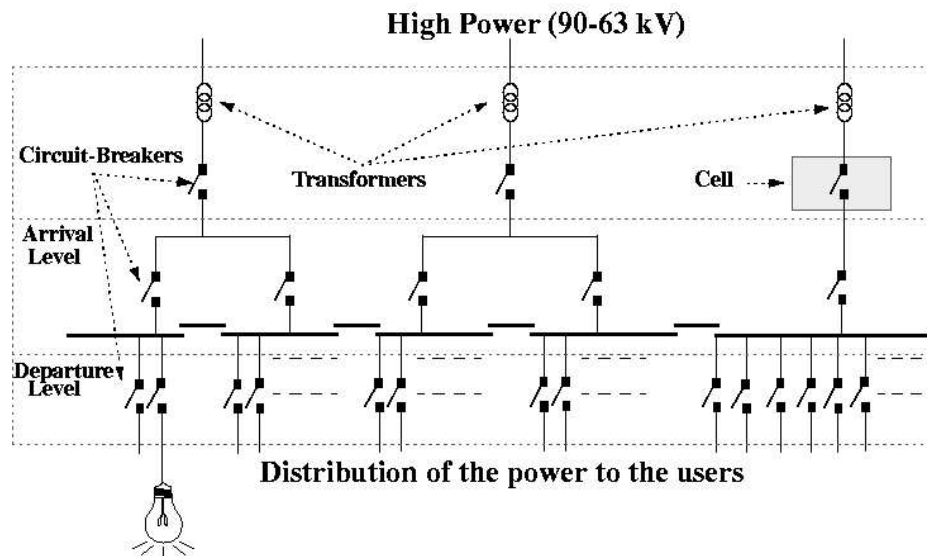 High Power (90-63 kV)
Circuit-Breakers
Transformers
Cell
Arrival
Level
Departure
Level
Distribution of the power to the users